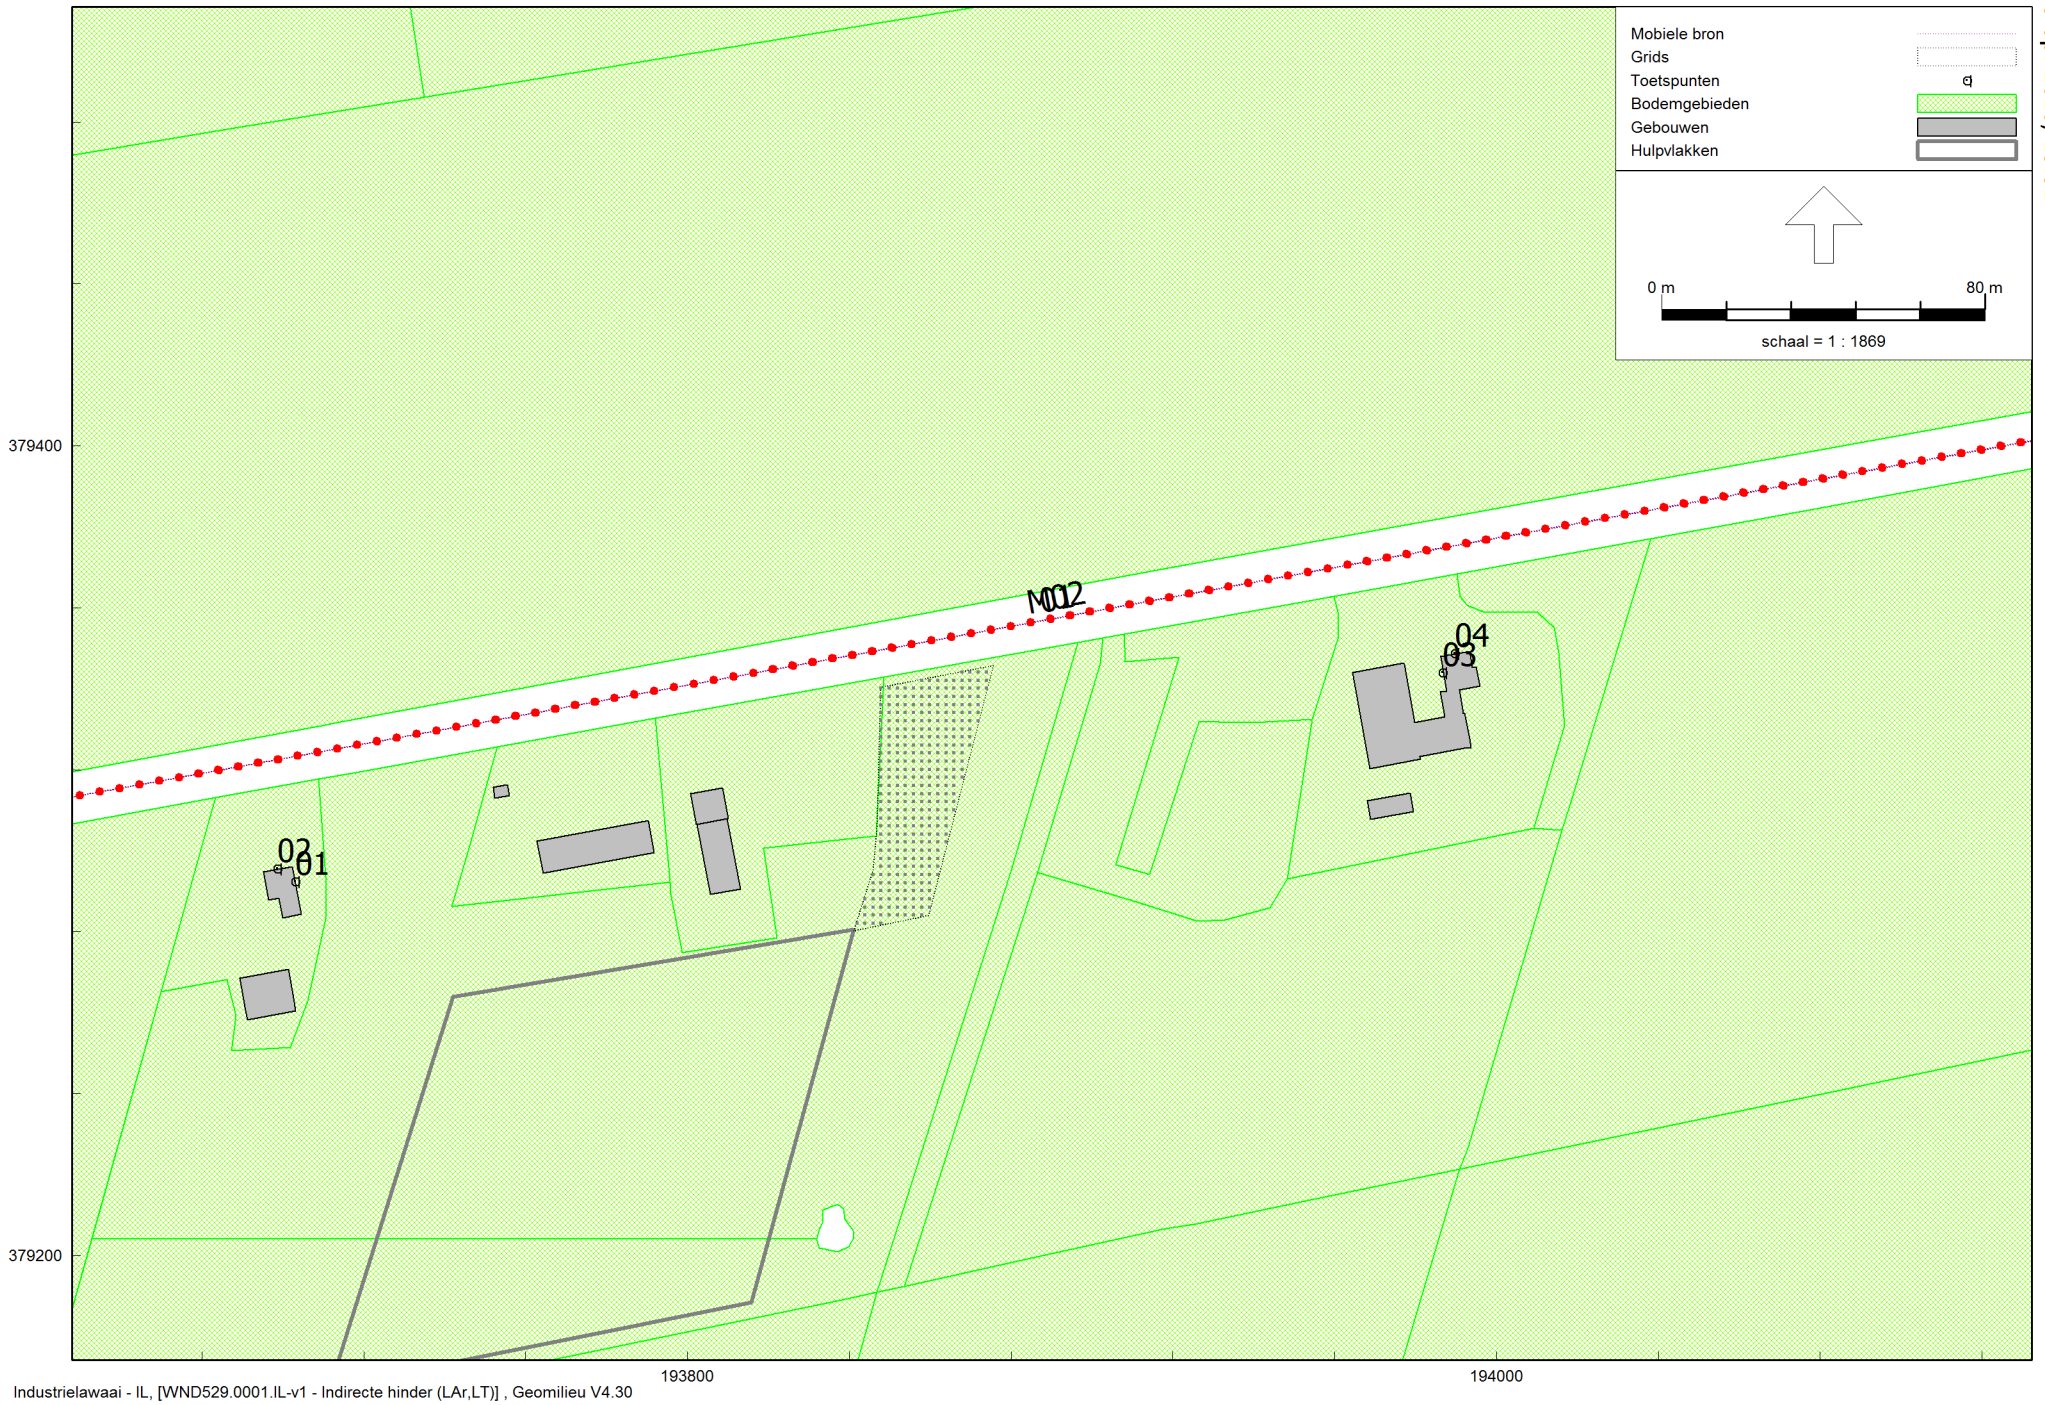 Mobiele bron
Grids
Toetspunten
Bodemgebieden
Gebouwen
Hulpvlakken
0 m 80 m
schaal = 1 : 1869
379400
04
03
02
01
379200
193800 194000
Industrielawaai - IL, [WND529.0001.IL-v1 - Indirecte hinder (LAr,LT)] , Geomilieu V4.30